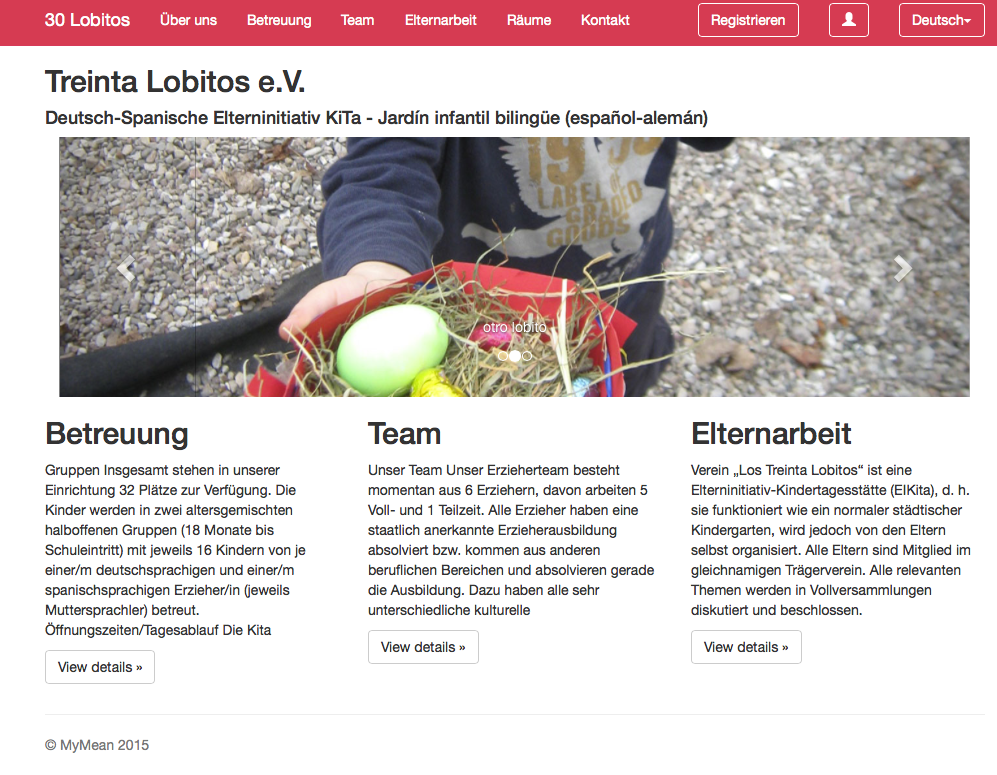 30 Lobitos Über uns Betreuung Team Elternarbeit Räume Kontakt Registrieren Deutsch
Treinta Lobitos e.V.
Deutsch-Spanische Elterninitiativ KiTa - Jardín infantil bilingüe (español-alemán)
LABEL OF
GRADED
GOODS
otro lobito
Betreuung
Gruppen Insgesamt stehen in unserer
Einrichtung 32 Plätze zur Verfügung. Die
Kinder werden in zwei altersgemischten
halboffenen Gruppen (18 Monate bis
Schuleintritt) mit jeweils 16 Kindern von je
einer/m deutschsprachigen und einer/m
spanischsprachigen Erzieher/in (jeweils
Muttersprachler) betreut.
Öffnungszeiten/Tagesablauf Die Kita
View details »
Team
Unser Team Unser Erzieherteam besteht
momentan aus 6 Erziehern, davon arbeiten 5
Voll- und 1 Teilzeit. Alle Erzieher haben eine
staatlich anerkannte Erzieherausbildung
absolviert bzw. kommen aus anderen
beruflichen Bereichen und absolvieren gerade
die Ausbildung. Dazu haben alle sehr
unterschiedliche kulturelle
View details »
Elternarbeit
Verein „Los Treinta Lobitos“ ist eine
Elterninitiativ-Kindertagesstätte (EIKita), d. h.
sie funktioniert wie ein normaler städtischer
Kindergarten, wird jedoch von den Eltern
selbst organisiert. Alle Eltern sind Mitglied im
gleichnamigen Trägerverein. Alle relevanten
Themen werden in Vollversammlungen
diskutiert und beschlossen.
View details »
© MyMean 2015